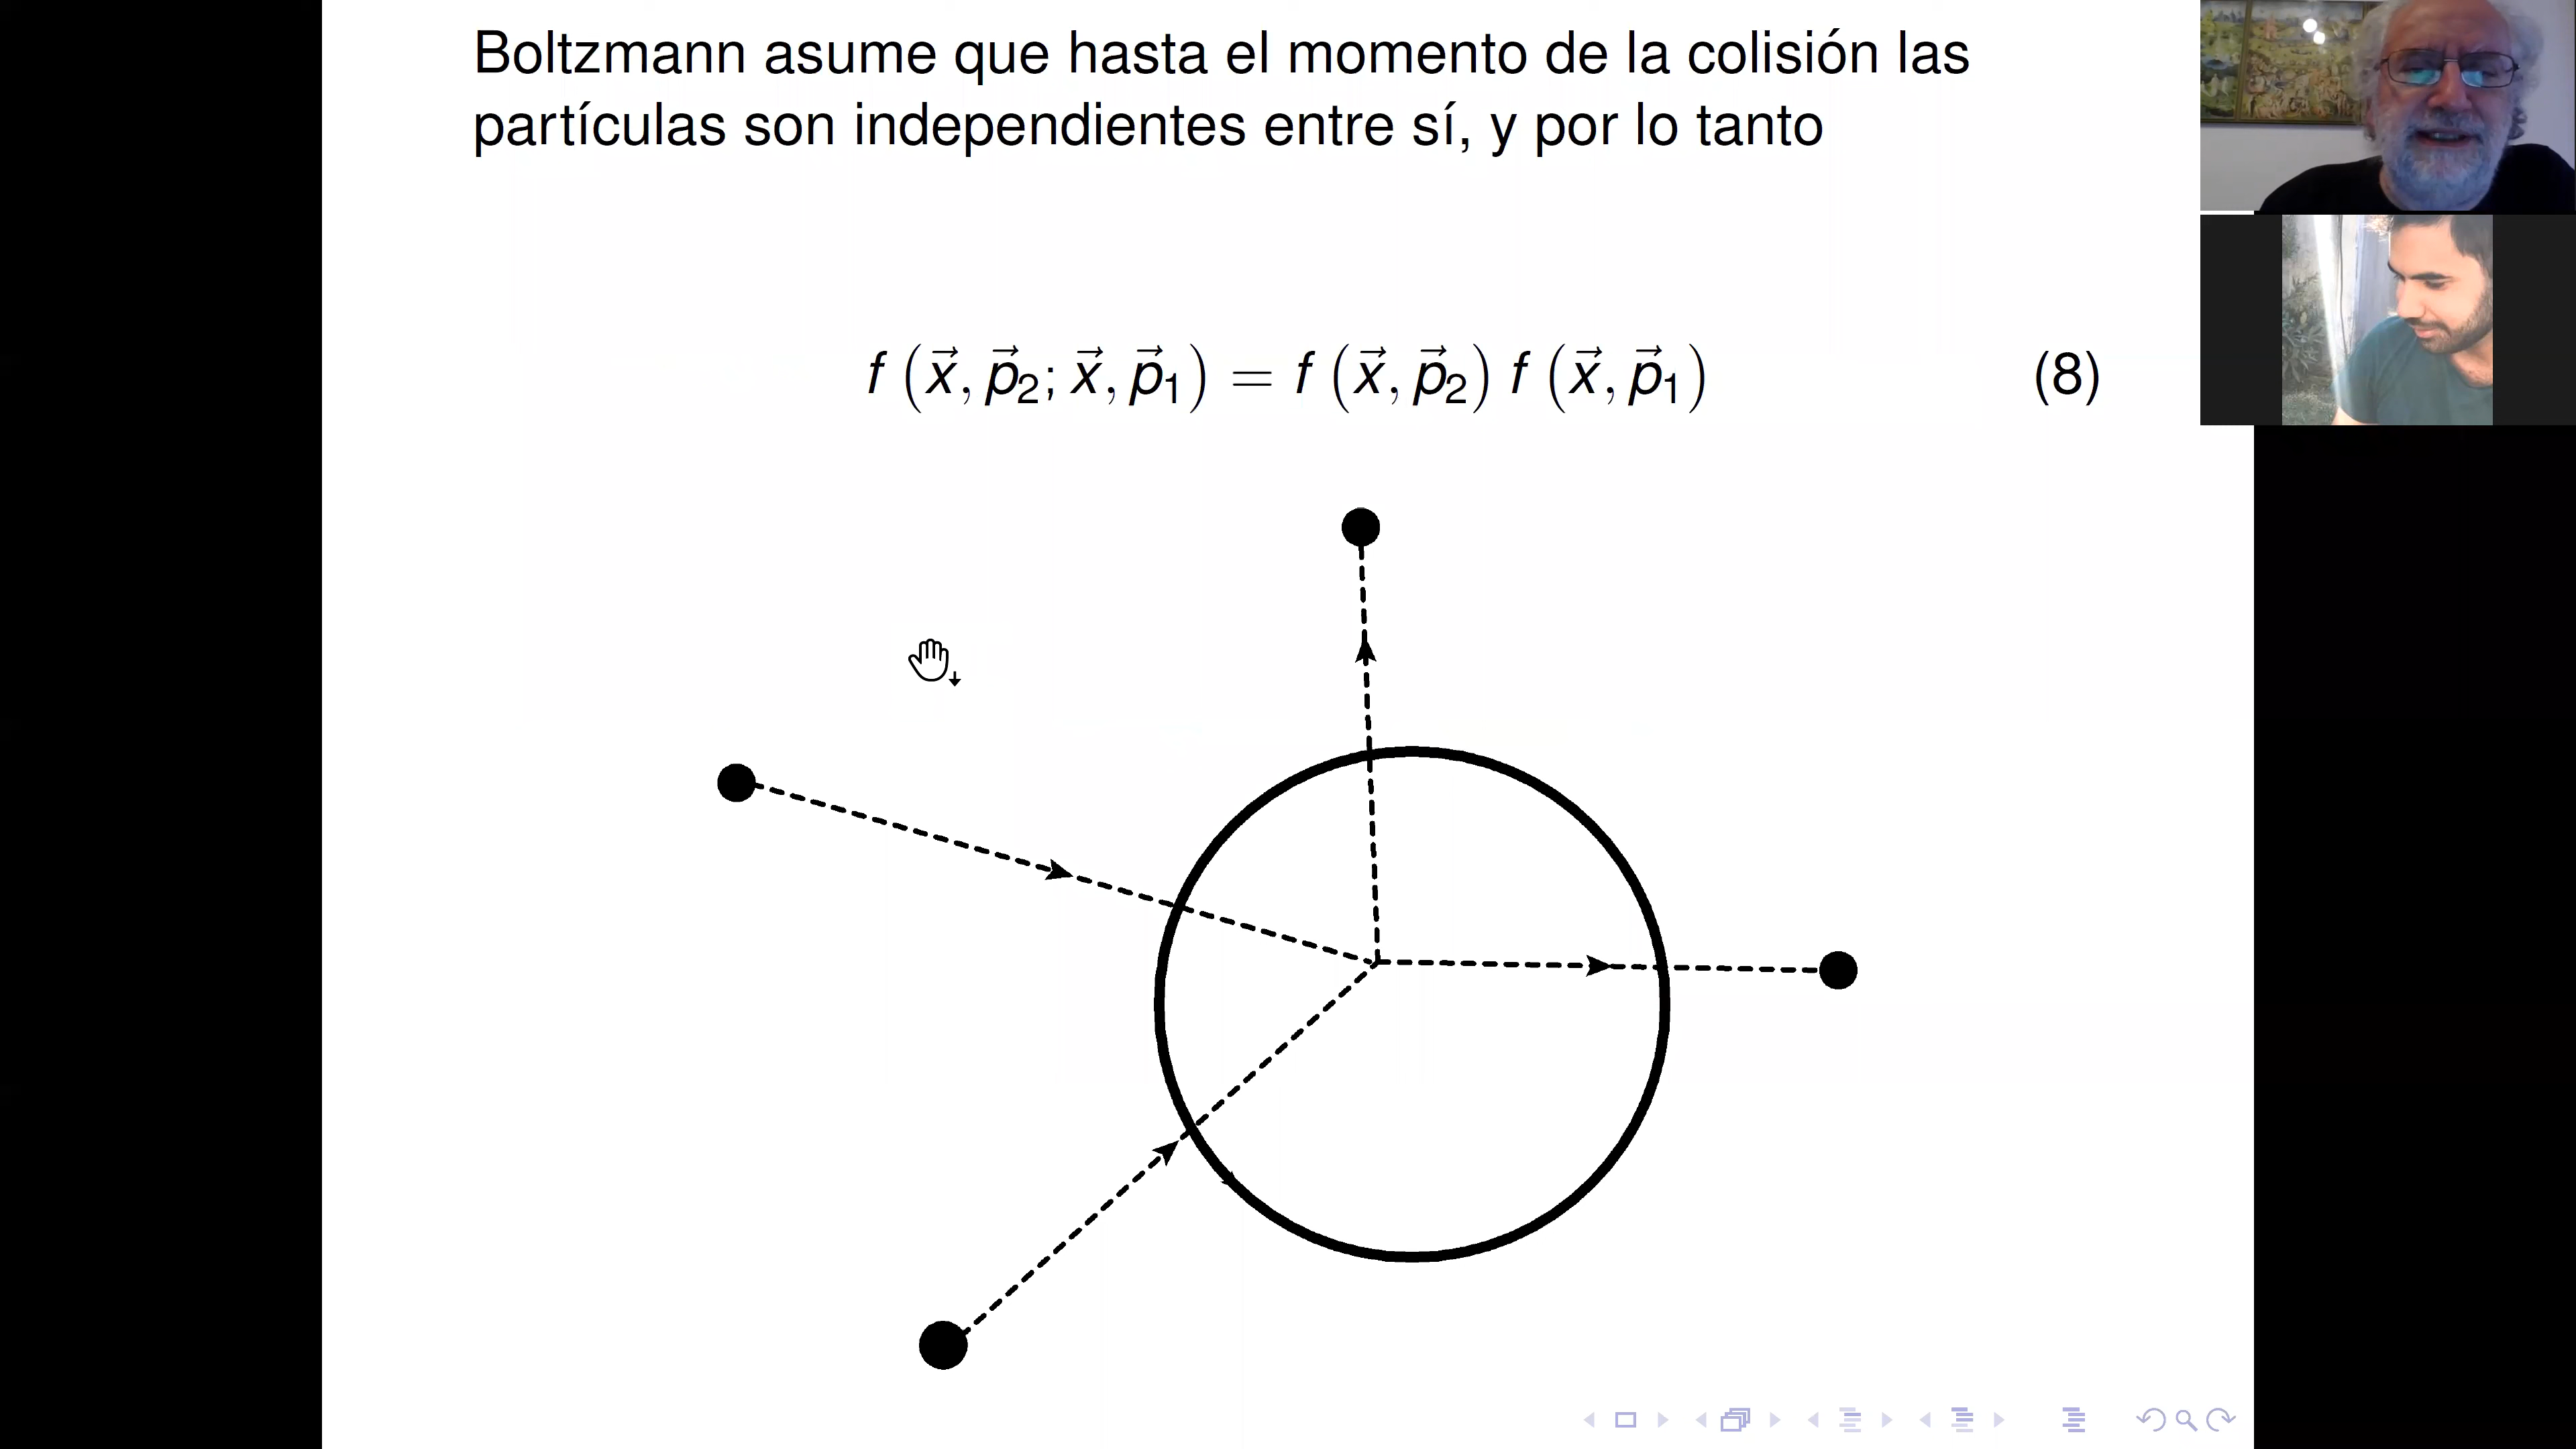 Boltzmann asume que hasta el momento de la colisión las
partículas son independientes entre sí, y por lo tanto
f (x⃗, p⃗₂; x⃗, p⃗₁) = f (x⃗, p⃗₂) f (x⃗, p⃗₁) (8)